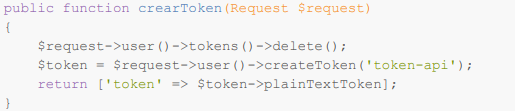 public function crearToken(Request $request)
{
    $request->user()->tokens()->delete();
    $token = $request->user()->createToken('token-api');
    return ['token' => $token->plainTextToken];
}